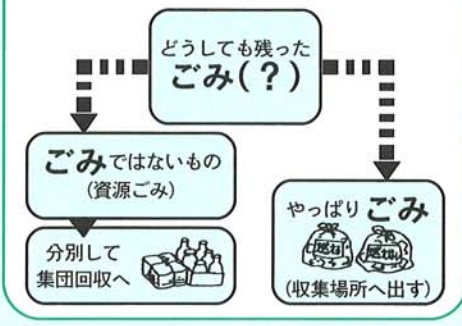 どうしても残った
ごみ(?)
ごみではないもの
(資源ごみ)
分別して
集団回収へ
やっぱりごみ
(収集場所へ出す)